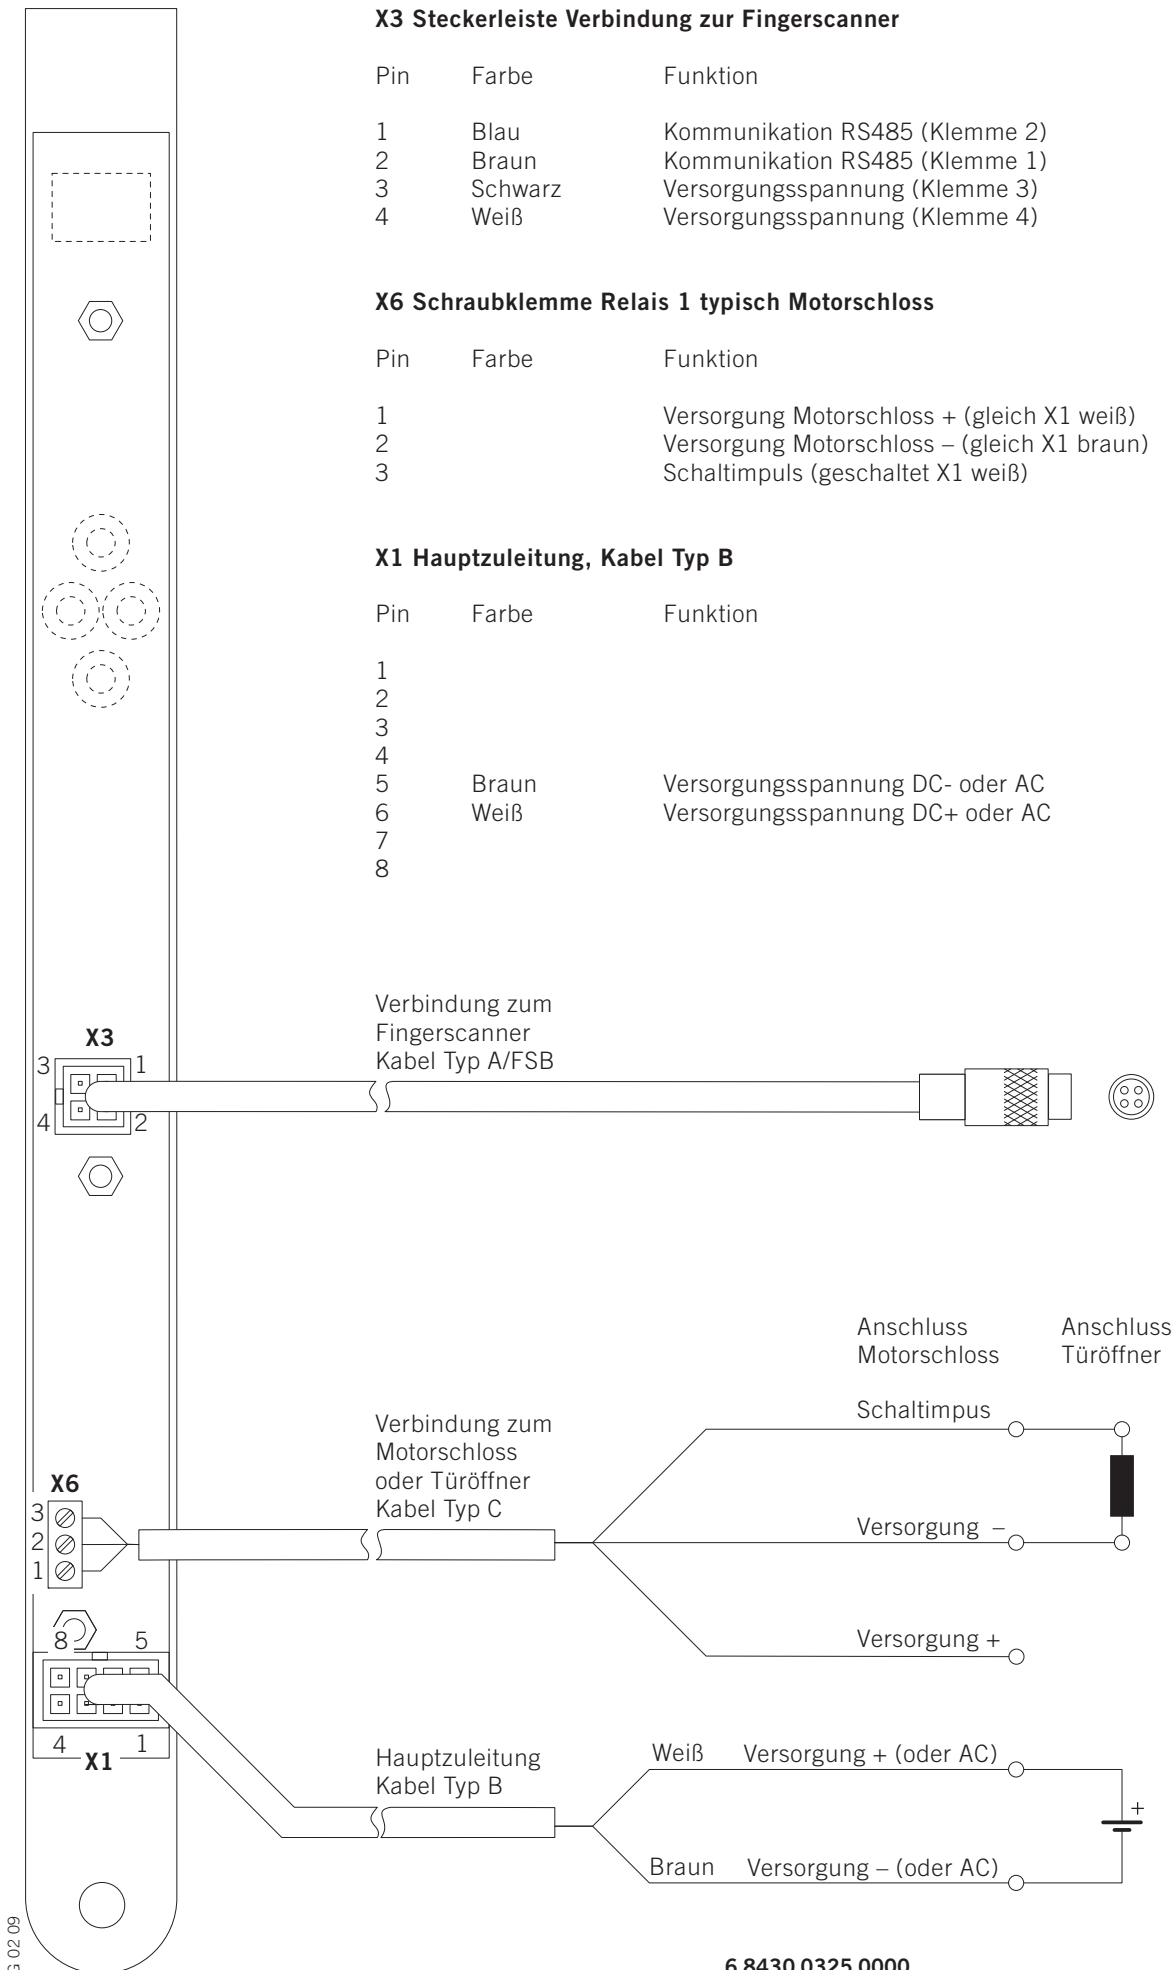 X3 Steckerleiste Verbindung zur Fingerscanner
Pin Farbe Funktion
1 Blau Kommunikation RS485 (Klemme 2)
2 Braun Kommunikation RS485 (Klemme 1)
3 Schwarz Versorgungsspannung (Klemme 3)
4 Weiß Versorgungsspannung (Klemme 4)
X6 Schraubklemme Relais 1 typisch Motorschloss
Pin Farbe Funktion
1 Versorgung Motorschloss + (gleich X1 weiß)
2 Versorgung Motorschloss – (gleich X1 braun)
3 Schaltimpuls (geschaltet X1 weiß)
X1 Hauptzuleitung, Kabel Typ B
Pin Farbe Funktion
1
2
3
4
5 Braun Versorgungsspannung DC- oder AC
6 Weiß Versorgungsspannung DC+ oder AC
7
8
Verbindung zum
Fingerscanner
Kabel Typ A/FSB
X3
3 1
4 2
Anschluss
Motorschloss
Anschluss
Türöffner
Schaltimpus
Verbindung zum
Motorschloss
oder Türöffner
Kabel Typ C
X6
3
2
1
Versorgung –
Versorgung +
8 5
4 1
X1
Hauptzuleitung
Kabel Typ B
Weiß Versorgung + (oder AC)
+
Braun Versorgung – (oder AC)
02 09
6 8430 0325 0000